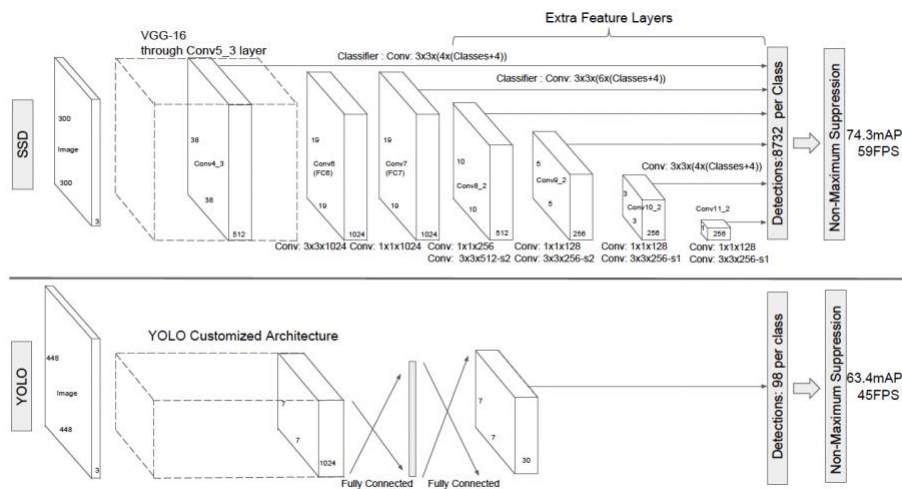 Extra Feature Layers
VGG-16
through Conv5_3 layer
Classifier : Conv: 3x3x(4x(Classes+4))
Classifier : Conv: 3x3x(6x(Classes+4))
SSD
300
Image
300
3
38
Conv4_3
38
512
19
Conv6
(FC6)
19
1024
19
Conv7
(FC7)
19
1024
10
Conv8_2
10
512
5
Conv9_2
5
256
Conv: 3x3x(4x(Classes+4))
3
Conv10_2
3
256
Conv11_2
1
256
Conv: 3x3x1024
Conv: 1x1x1024
Conv: 1x1x256
Conv: 3x3x512-s2
Conv: 1x1x128
Conv: 3x3x256-s2
Conv: 1x1x128
Conv: 3x3x256-s1
Conv: 1x1x128
Conv: 3x3x256-s1
Detections:8732 per Class
Non-Maximum Suppression
74.3mAP
59FPS
YOLO
448
Image
448
3
YOLO Customized Architecture
7
7
1024
Fully Connected
Fully Connected
7
7
30
Detections: 98 per class
Non-Maximum Suppression
63.4mAP
45FPS